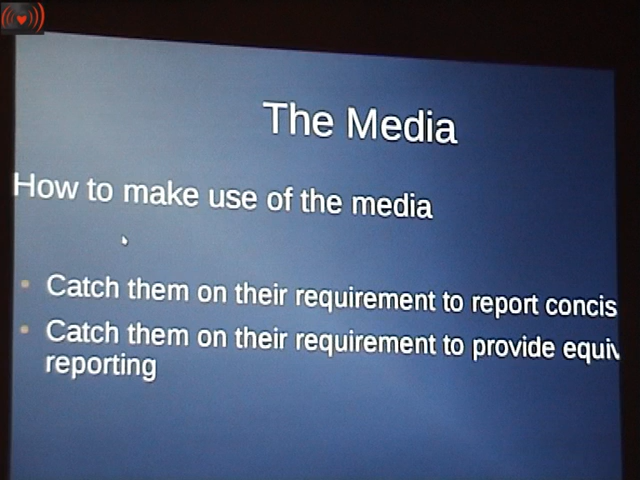 The Media
How to make use of the media
Catch them on their requirement to report concis
Catch them on their requirement to provide equiv
reporting